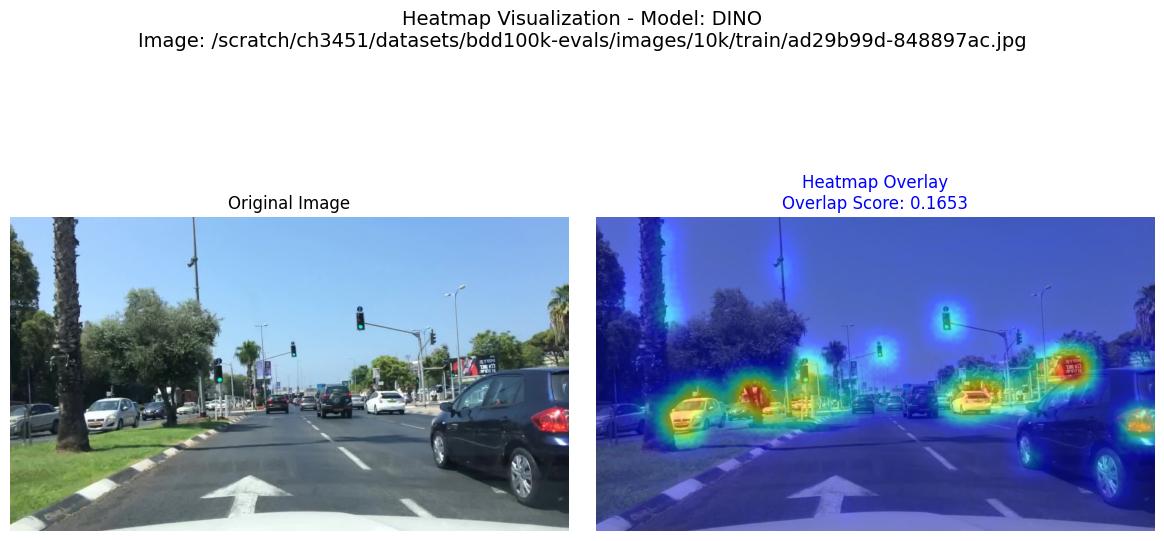 Heatmap Visualization - Model: DINO
Image: /scratch/ch3451/datasets/bdd100k-evals/images/10k/train/ad29b99d-848897ac.jpg
Original Image
Heatmap Overlay
Overlap Score: 0.1653